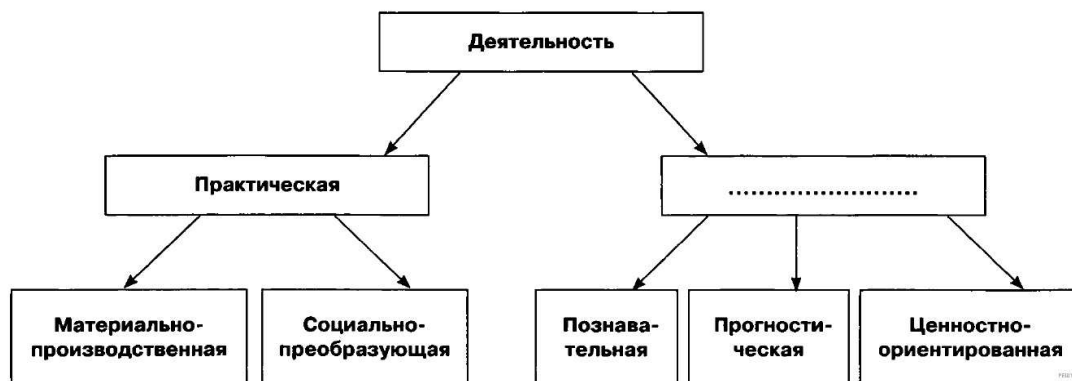 Деятельность
Практическая
........................
Материально-
производственная
Социально-
преобразующая
Познава-
тельная
Прогности-
ческая
Ценностно-
ориентированная